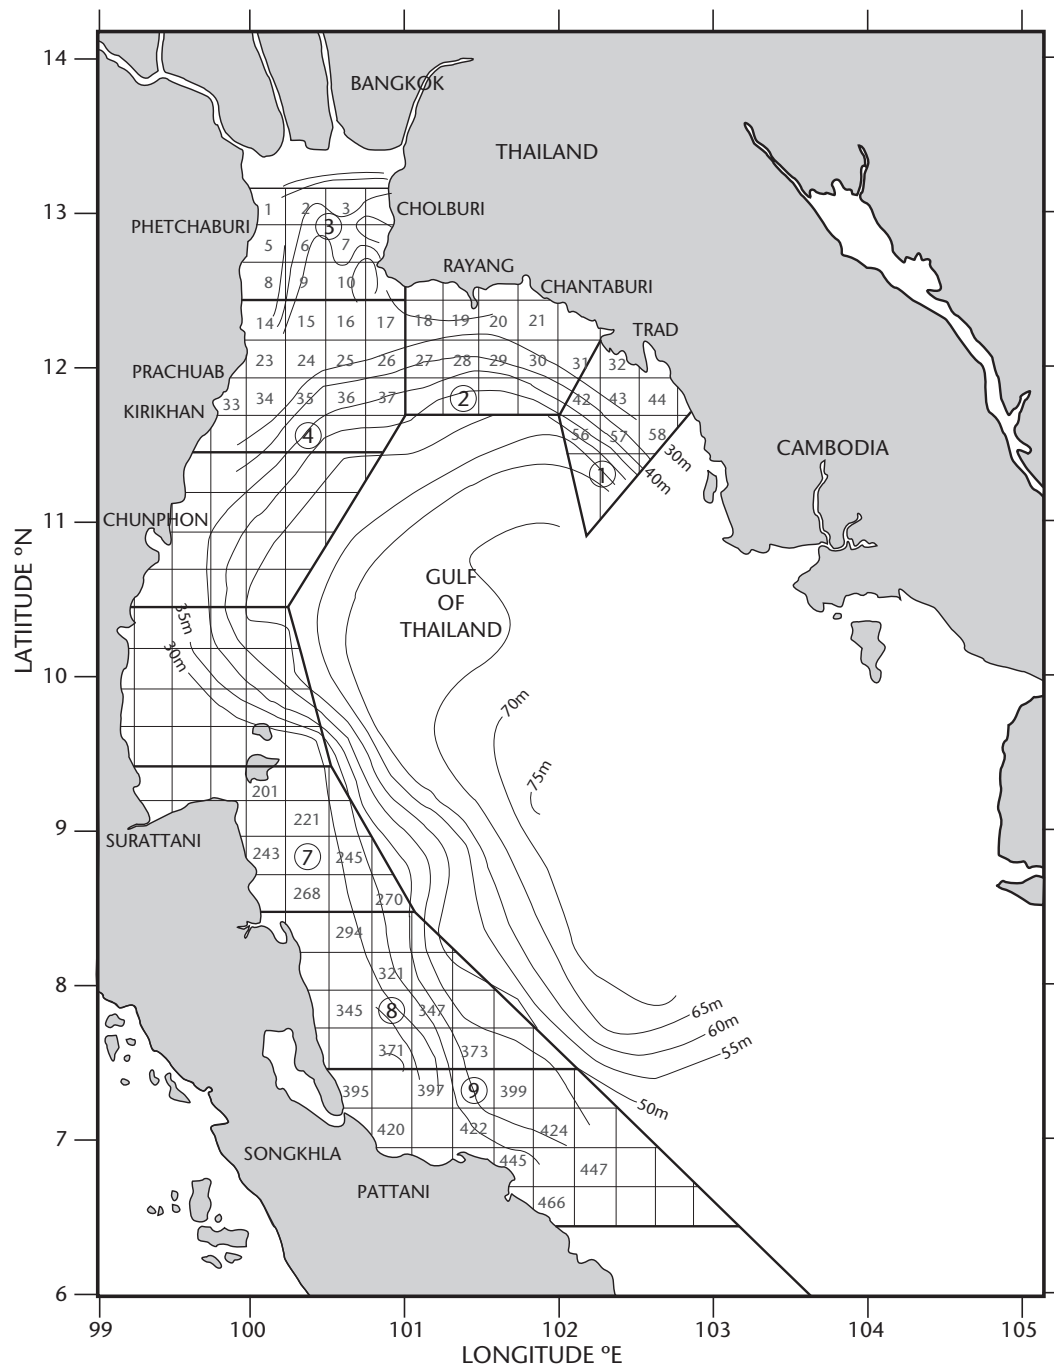 14
BANGKOK
THAILAND
13
1
2
3
CHOLBURI
PHETCHABURI
3
5
6
7
RAYANG
8
9
10
CHANTABURI
14
15
16
17
18
19
20
21
TRAD
12
23
24
25
26
27
28
29
30
31
32
PRACHUAB
33
34
35
36
37
2
42
43
44
KIRIKHAN
4
56
57
58
30m
CAMBODIA
1
40m
CHUNPHON
11
LATIITUDE ºN
GULF
OF
THAILAND
35m
30m
10
70m
75m
201
221
9
SURATTANI
243
7
245
268
270
294
321
8
345
8
347
65m
60m
55m
371
373
395
397
9
399
50m
7
420
422
424
SONGKHLA
445
447
PATTANI
466
6
99
100
101
102
103
104
105
LONGITUDE ºE